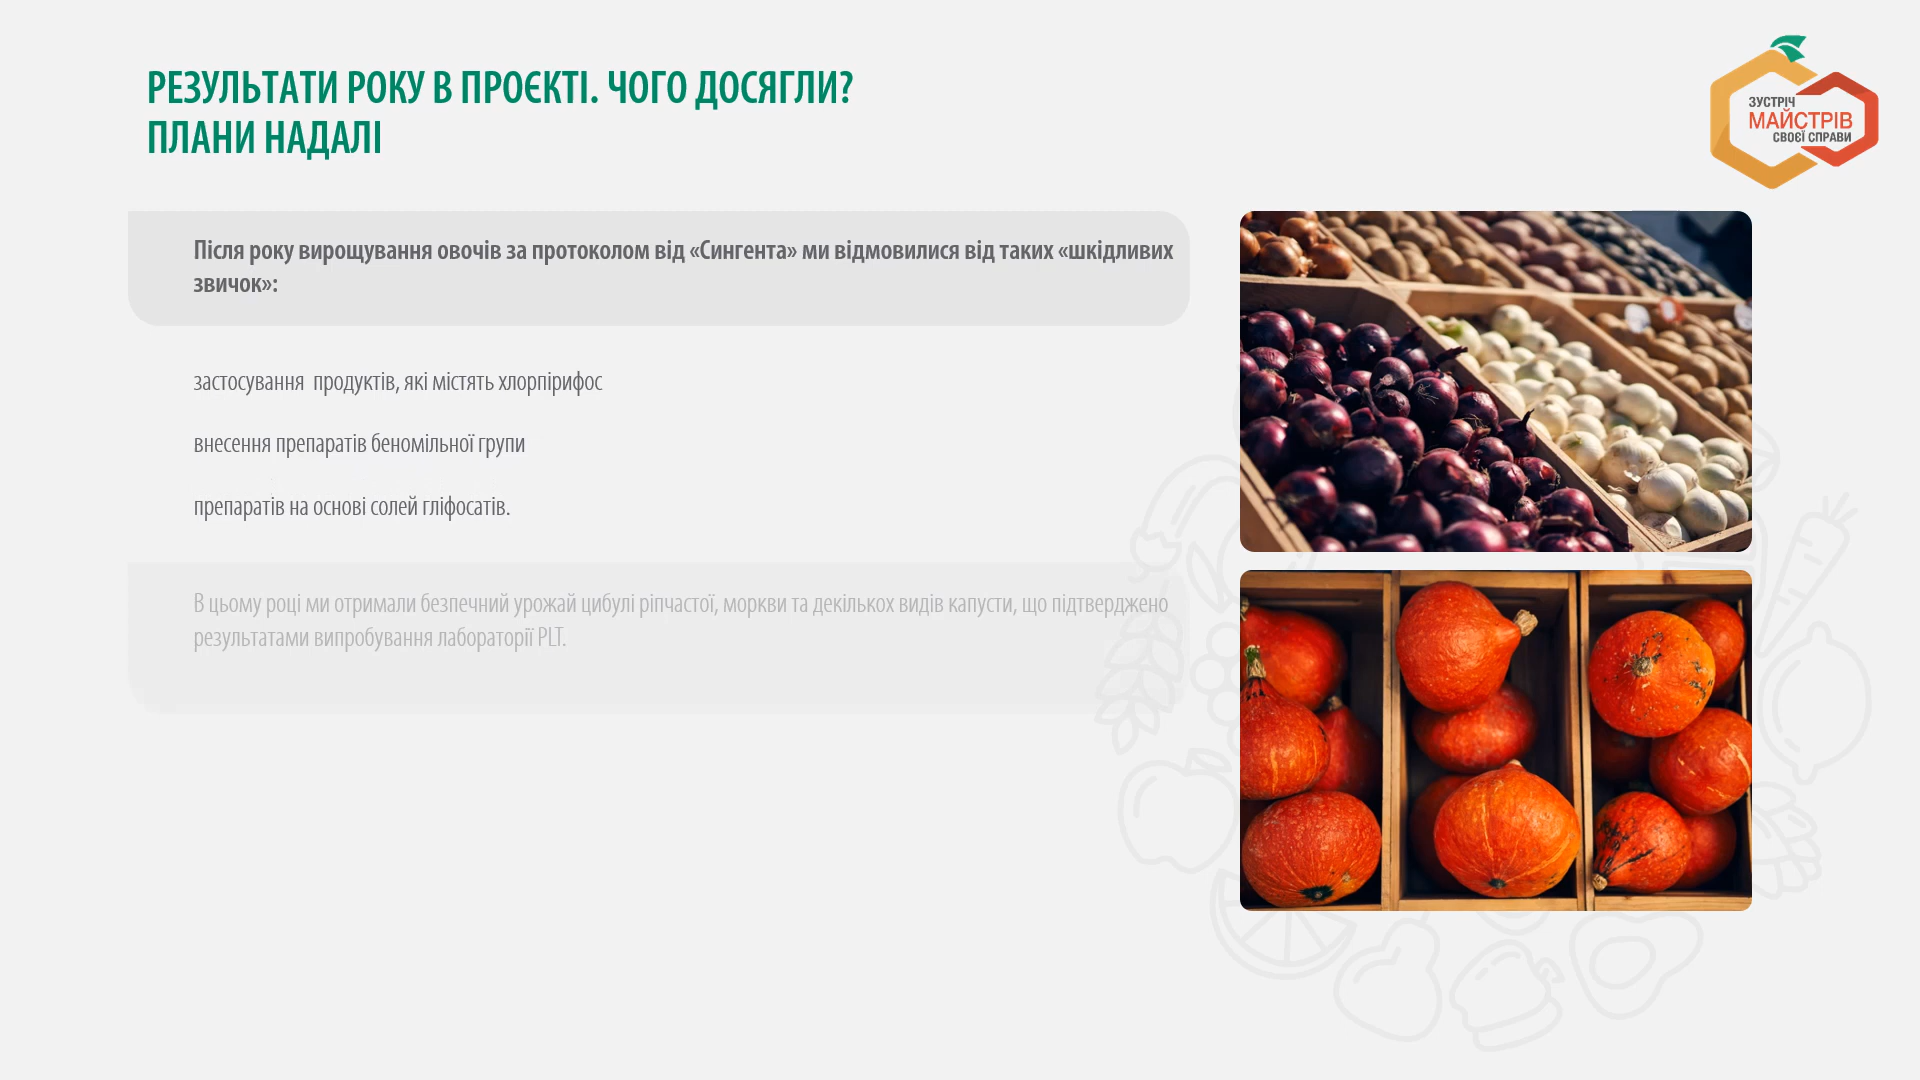 РЕЗУЛЬТАТИ РОКУ В ПРОЄКТІ. ЧОГО ДОСЯГЛИ?
ПЛАНИ НАДАЛІ
ЗУСТРІЧ
МАЙСТРІВ
СВОЄЇ СПРАВИ
Після року вирощування овочів за протоколом від «Сингента» ми відмовилися від таких «шкідливих
звичок»:
застосування продуктів, які містять хлорпірифос
внесення препаратів беномільної групи
препаратів на основі солей гліфосатів.
В цьому році ми отримали безпечний урожай цибулі ріпчастої, моркви та декількох видів капусти, що підтверджено
результатами випробування лабораторії PLT.